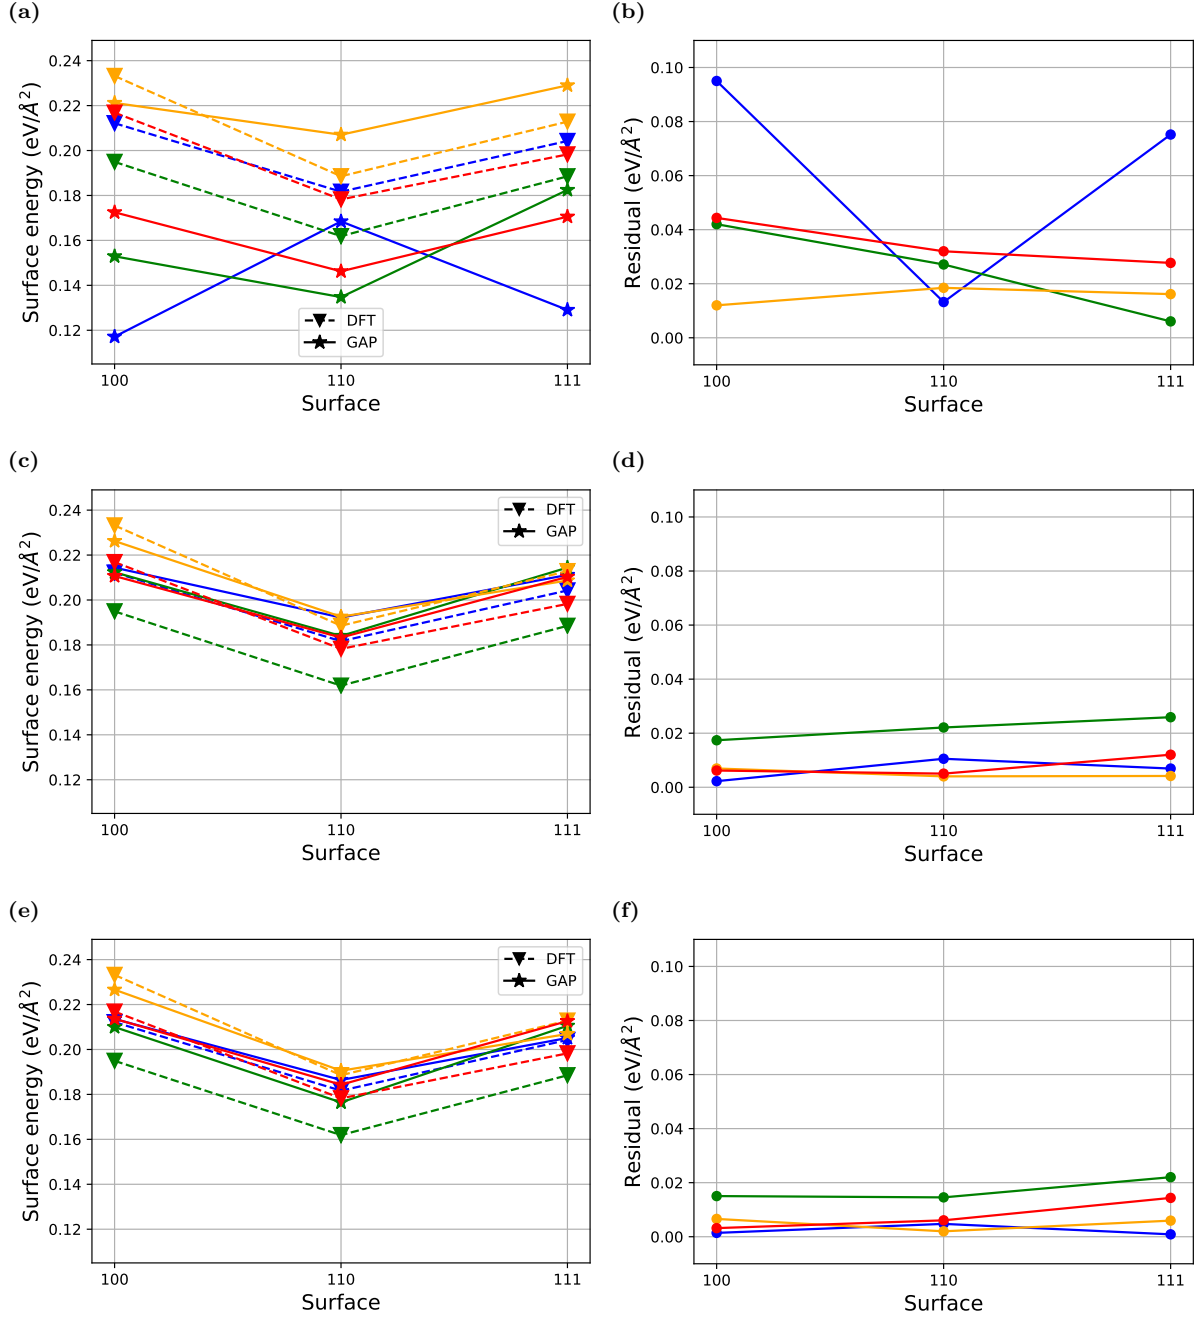 (a)
(b)
Surface energy (eV/Å²)
0.24
0.22
0.20
0.18
0.16
0.14
0.12
DFT
GAP
100
110
111
Surface
Residual (eV/Å²)
0.10
0.08
0.06
0.04
0.02
0.00
100
110
111
Surface
(c)
(d)
Surface energy (eV/Å²)
0.24
0.22
0.20
0.18
0.16
0.14
0.12
DFT
GAP
100
110
111
Surface
Residual (eV/Å²)
0.10
0.08
0.06
0.04
0.02
0.00
100
110
111
Surface
(e)
(f)
Surface energy (eV/Å²)
0.24
0.22
0.20
0.18
0.16
0.14
0.12
DFT
GAP
100
110
111
Surface
Residual (eV/Å²)
0.10
0.08
0.06
0.04
0.02
0.00
100
110
111
Surface